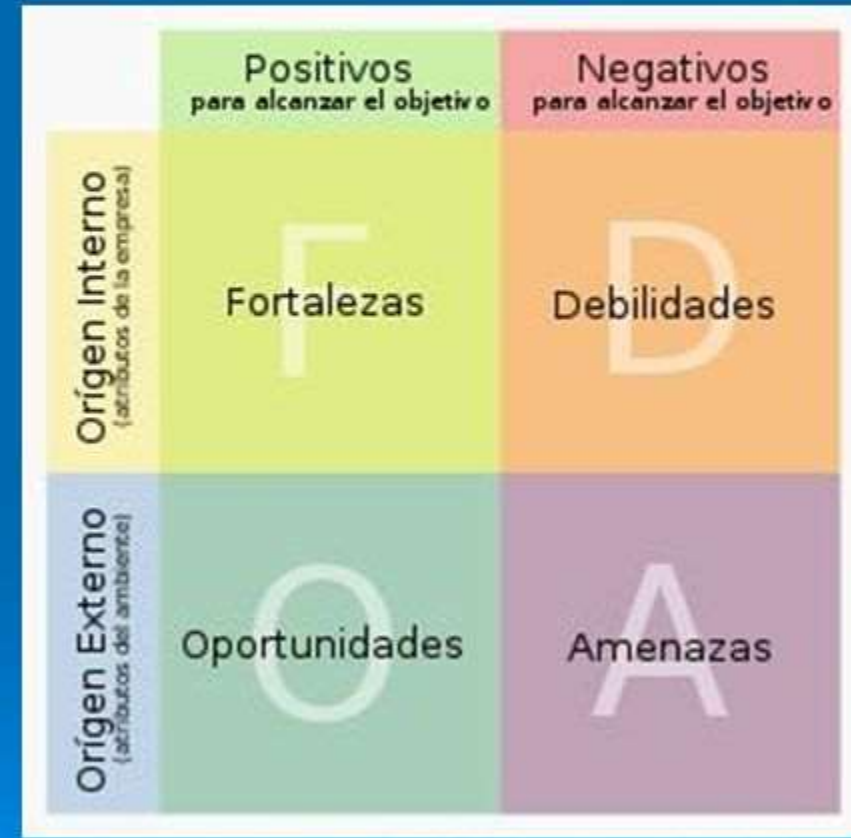 Positivos
para alcanzar el objetivo
Negativos
para alcanzar el objetivo
Orígen Interno
(atributos de la empresa)
F
Fortalezas
D
Debilidades
Orígen Externo
(atributos del ambiente)
O
Oportunidades
A
Amenazas